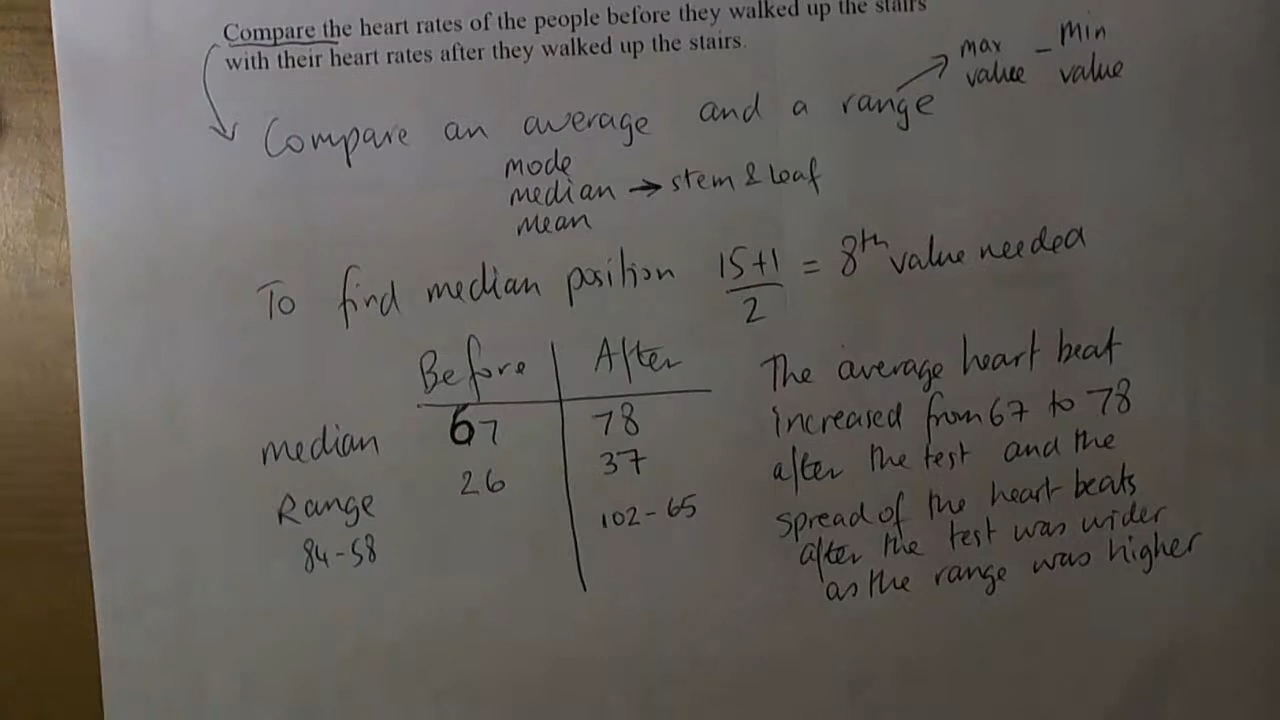 Compare the heart rates of the people before they walked up the stairs
with their heart rates after they walked up the stairs.
max value - Min value
Compare an average and a range
mode
median → stem & leaf
Mean
To find median position 15+1/2 = 8th value needed
Before After
median 67 78
Range 26 37
84-58 102-65
The average heart beat
increased from 67 to 78
after the test and the
spread of the heart beats
after the test was wider
as the range was higher